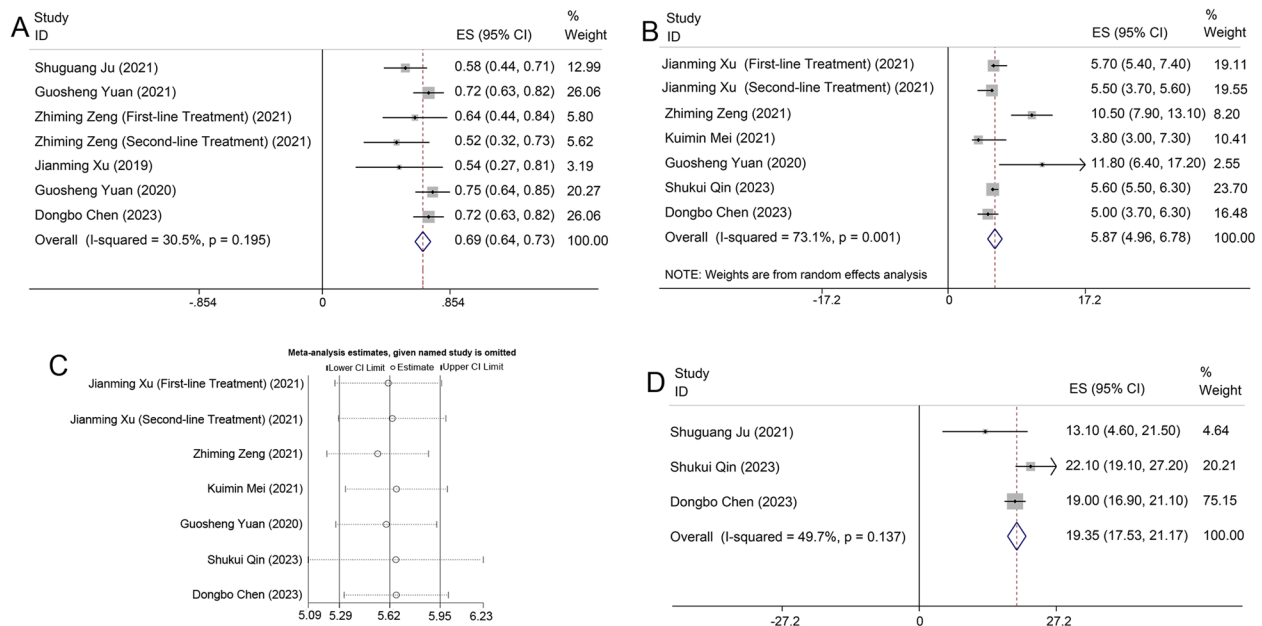 A
Study
ID
ES (95% CI)
%
Weight
Shuguang Ju (2021) 0.58 (0.44, 0.71) 12.99
Guosheng Yuan (2021) 0.72 (0.63, 0.82) 26.06
Zhiming Zeng (First-line Treatment) (2021) 0.64 (0.44, 0.84) 5.80
Zhiming Zeng (Second-line Treatment) (2021) 0.52 (0.32, 0.73) 5.62
Jianming Xu (2019) 0.54 (0.27, 0.81) 3.19
Guosheng Yuan (2020) 0.75 (0.64, 0.85) 20.27
Dongbo Chen (2023) 0.72 (0.63, 0.82) 26.06
Overall (I-squared = 30.5%, p = 0.195) 0.69 (0.64, 0.73) 100.00
-.854 0 .854
B
Study
ID
ES (95% CI)
%
Weight
Jianming Xu (First-line Treatment) (2021) 5.70 (5.40, 7.40) 19.11
Jianming Xu (Second-line Treatment) (2021) 5.50 (3.70, 5.60) 19.55
Zhiming Zeng (2021) 10.50 (7.90, 13.10) 8.20
Kuimin Mei (2021) 3.80 (3.00, 7.30) 10.41
Guosheng Yuan (2020) 11.80 (6.40, 17.20) 2.55
Shukui Qin (2023) 5.60 (5.50, 6.30) 23.70
Dongbo Chen (2023) 5.00 (3.70, 6.30) 16.48
Overall (I-squared = 73.1%, p = 0.001) 5.87 (4.96, 6.78) 100.00
NOTE: Weights are from random effects analysis
-17.2 0 17.2
C
Meta-analysis estimates, given named study is omitted
Lower CI Limit Estimate Upper CI Limit
Jianming Xu (First-line Treatment) (2021)
Jianming Xu (Second-line Treatment) (2021)
Zhiming Zeng (2021)
Kuimin Mei (2021)
Guosheng Yuan (2020)
Shukui Qin (2023)
Dongbo Chen (2023)
5.09 5.29 5.62 5.95 6.23
D
Study
ID
ES (95% CI)
%
Weight
Shuguang Ju (2021) 13.10 (4.60, 21.50) 4.64
Shukui Qin (2023) 22.10 (19.10, 27.20) 20.21
Dongbo Chen (2023) 19.00 (16.90, 21.10) 75.15
Overall (I-squared = 49.7%, p = 0.137) 19.35 (17.53, 21.17) 100.00
-27.2 0 27.2